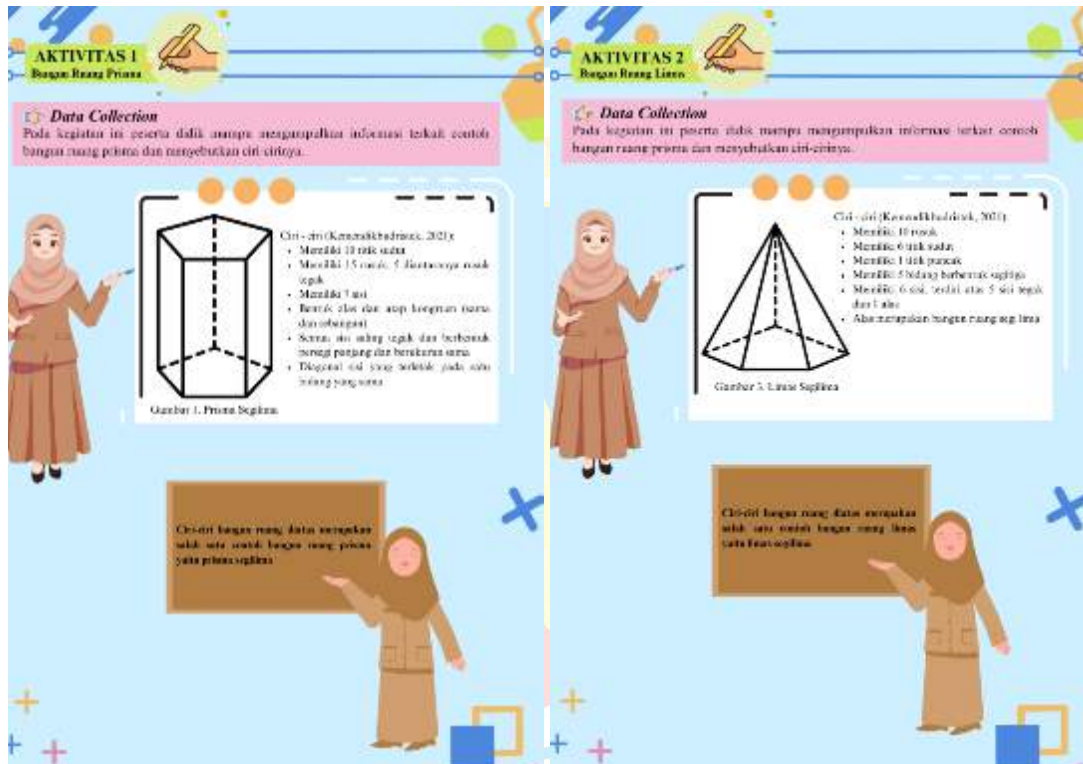 AKTIVITAS 1
Bangun Ruang Prisma
Data Collection
Pada kegiatan ini peserta didik mampu mengumpulkan informasi terkait contoh
bangun ruang prisma dan menyebutkan ciri-cirinya.
Ciri - ciri (Kemendikbudristek, 2021):
Memiliki 10 titik sudut
Memiliki 15 rusuk, 5 diantaranya rusuk
tegak
Memiliki 7 sisi
Bentuk alas dan atap kongruen (sama
dan sebangun)
Semua sisi saling tegak dan berbentuk
persegi panjang dan berukuran sama
Diagonal sisi yang terletak pada satu
bidang yang sama
Gambar 1. Prisma Segilima
Ciri-ciri bangun ruang diatas merupakan
salah satu contoh bangun ruang prisma
yaitu prisma segilima
AKTIVITAS 2
Bangun Ruang Limas
Data Collection
Pada kegiatan ini peserta didik mampu mengumpulkan informasi terkait contoh
bangun ruang prisma dan menyebutkan ciri-cirinya.
Ciri - ciri (Kemendikbudristek, 2021):
Memiliki 10 rusuk
Memiliki 6 titik sudut
Memiliki 1 titik puncak
Memiliki 5 bidang berbentuk segitiga
Memiliki 6 sisi, terdiri atas 5 sisi tegak
dan 1 alas
Alas merupakan bangun ruang segi lima
Gambar 3. Limas Segilima
Ciri-ciri bangun ruang diatas merupakan
salah satu contoh bangun ruang limas
yaitu limas segilima